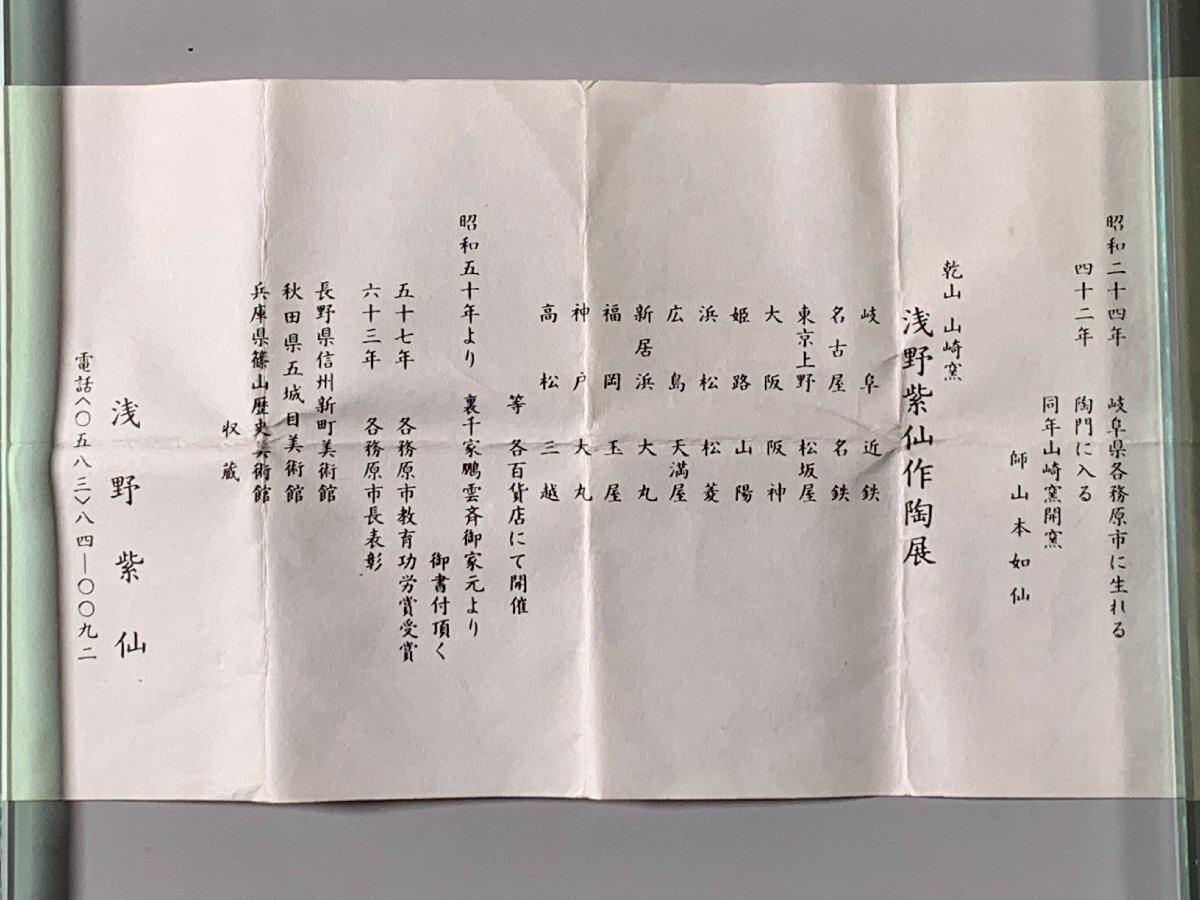 昭和二十四年 岐阜県各務原市に生れる
四十二年 陶門に入る
同年山崎窯開窯
師山本如仙
乾山 山崎窯
浅野紫仙作陶展
岐阜 近鉄
名古屋 名鉄
東京上野 松坂屋
大阪 阪神
姫路 山陽
浜松 松菱
広島 天満屋
新居浜 大丸
福岡 玉屋
神戸 大丸
高松 三越
等 各百貨店にて開催
昭和五十年より 裏千家鵬雲斉御家元より
御書付頂く
五十七年 各務原市教育功労賞受賞
六十三年 各務原市長表彰
長野県信州新町美術館
秋田県五城目美術館
兵庫県篠山歴史美術館
収蔵
浅野紫仙
電話〈〇五八三〉八四―〇〇九二